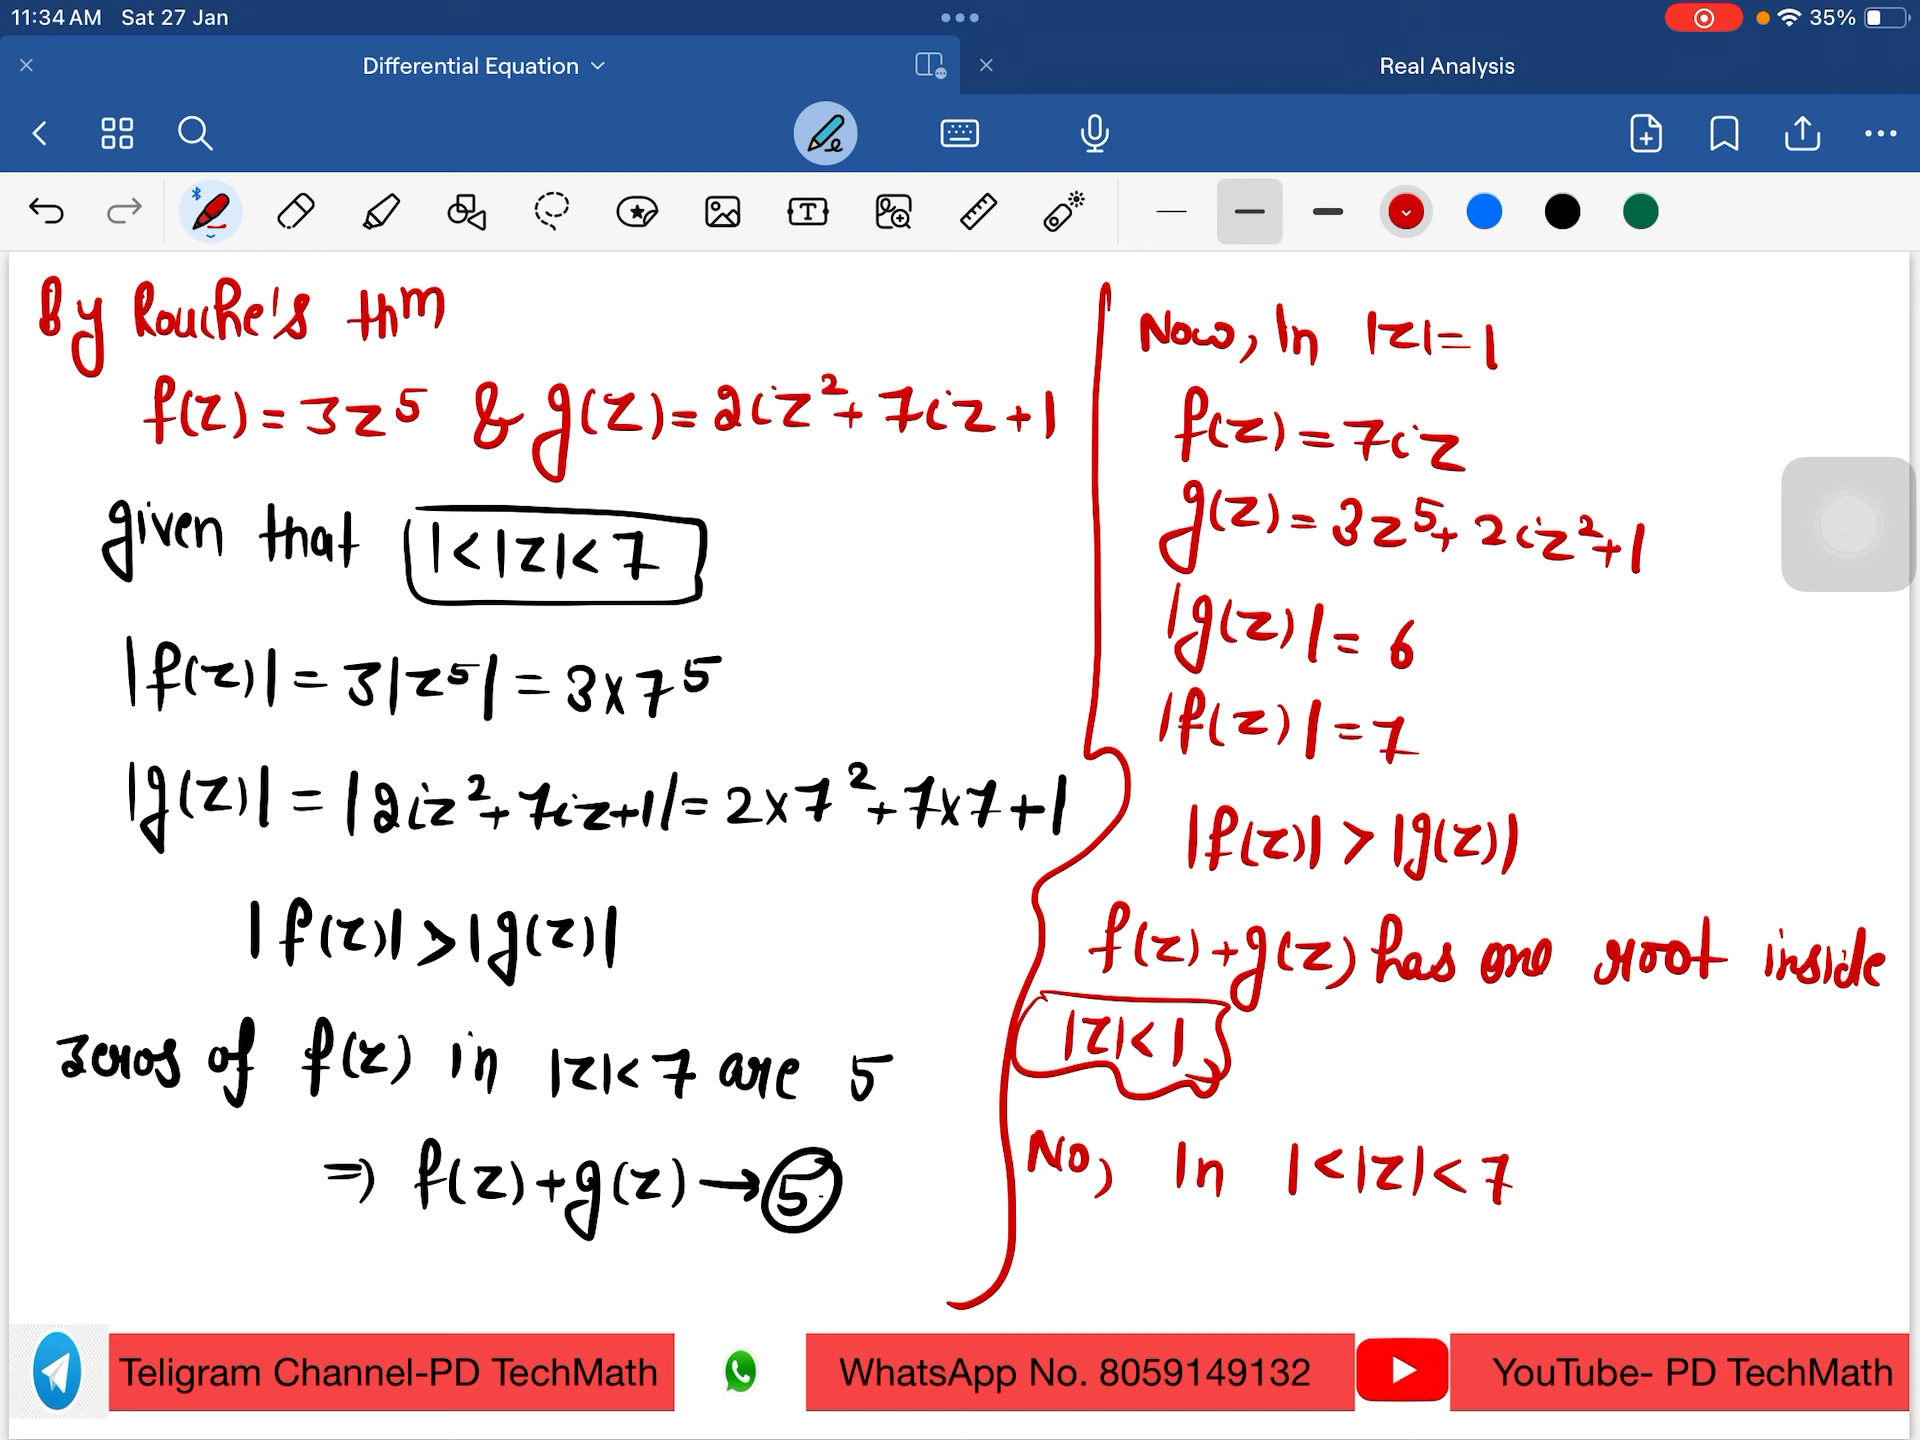 11:34 AM Sat 27 Jan
35%
Differential Equation
Real Analysis
By Rouche's thm
f(z) = 3z⁵ & g(z) = 2iz² + 7iz + 1
given that 1<|z|<7
|f(z)| = 3|z⁵| = 3×7⁵
|g(z)| = |2iz² + 7iz + 1| = 2×7² + 7×7 + 1
|f(z)| > |g(z)|
zeros of f(z) in |z|<7 are 5
⇒ f(z)+g(z) → 5
Now, In |z|=1
f(z) = 7iz
g(z) = 3z⁵ + 2iz² + 1
|g(z)| = 6
|f(z)| = 7
|f(z)| > |g(z)|
f(z)+g(z) has one root inside
|z|<1
No, In 1<|z|<7
Teligram Channel-PD TechMath
WhatsApp No. 8059149132
YouTube- PD TechMath